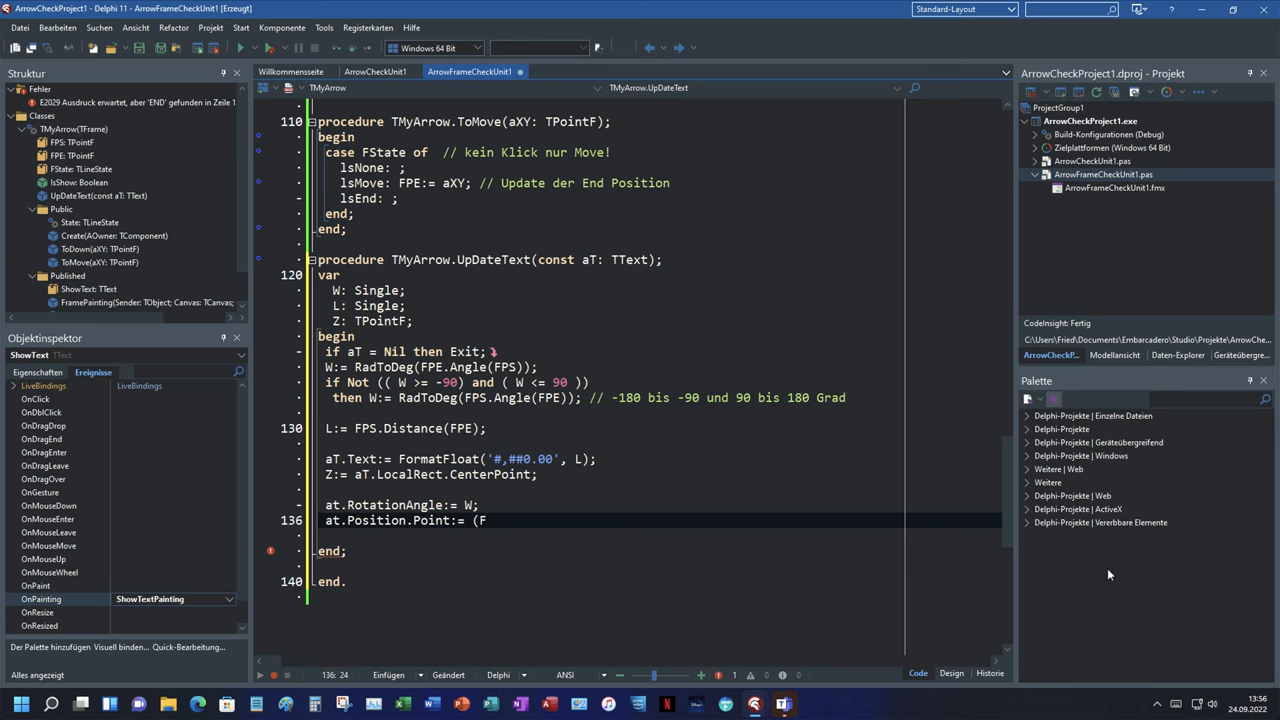 ArrowCheckProject1 - Delphi 11 - ArrowFrameCheckUnit1 [Erzeugt]
Standard-Layout
Datei Bearbeiten Suchen Ansicht Refactor Projekt Start Komponente Tools Registerkarten Hilfe
Windows 64 Bit
Struktur
Fehler
E2029 Ausdruck erwartet, aber 'END' gefunden in Zeile 1
Classes
TMyArrow(TFrame)
FPS: TPointF
FPE: TPointF
FState: TLineState
IsShow: Boolean
UpDateText(const aT: TText)
Public
State: TLineState
Create(AOwner: TComponent)
ToDown(aXY: TPointF)
ToMove(aXY: TPointF)
Published
ShowText: TText
FramePainting(Sender: TObject; Canvas: TCanvas;
Objektinspektor
ShowText TText
Eigenschaften Ereignisse
LiveBindings LiveBindings
OnClick
OnDblClick
OnDragDrop
OnDragEnd
OnDragEnter
OnDragLeave
OnDragOver
OnGesture
OnMouseDown
OnMouseEnter
OnMouseLeave
OnMouseMove
OnMouseUp
OnMouseWheel
OnPaint
OnPainting ShowTextPainting
OnResize
OnResized
Der Palette hinzufügen Visuell binden... Quick-Bearbeitung...
Alles angezeigt
Willkommensseite ArrowCheckUnit1 ArrowFrameCheckUnit1
TMyArrow TMyArrow.UpDateText
110 procedure TMyArrow.ToMove(aXY: TPointF);
begin
case FState of // kein Klick nur Move!
lsNone: ;
lsMove: FPE:= aXY; // Update der End Position
lsEnd: ;
end;
end;
procedure TMyArrow.UpDateText(const aT: TText);
120 var
W: Single;
L: Single;
Z: TPointF;
begin
if aT = Nil then Exit;
W:= RadToDeg(FPE.Angle(FPS));
if Not (( W >= -90) and ( W <= 90 ))
then W:= RadToDeg(FPS.Angle(FPE)); // -180 bis -90 und 90 bis 180 Grad
130 L:= FPS.Distance(FPE);
aT.Text:= FormatFloat('#,##0.00', L);
Z:= aT.LocalRect.CenterPoint;
at.RotationAngle:= W;
136 at.Position.Point:= (F
end;
140 end.
136: 24 Einfügen Geändert Delphi ANSI 1 0 0 Code Design Historie
ArrowCheckProject1.dproj - Projekt
ProjectGroup1
ArrowCheckProject1.exe
Build-Konfigurationen (Debug)
Zielplattformen (Windows 64 Bit)
ArrowCheckUnit1.pas
ArrowFrameCheckUnit1.pas
ArrowFrameCheckUnit1.fmx
CodeInsight: Fertig
C:\Users\Fried\Documents\Embarcadero\Studio\Projekte\ArrowChe...
ArrowCheckP... Modellansicht Daten-Explorer Geräteübergre...
Palette
Delphi-Projekte | Einzelne Dateien
Delphi-Projekte
Delphi-Projekte | Geräteübergreifend
Delphi-Projekte | Windows
Weitere | Web
Weitere
Delphi-Projekte | Web
Delphi-Projekte | ActiveX
Delphi-Projekte | Vererbbare Elemente
13:56
24.09.2022